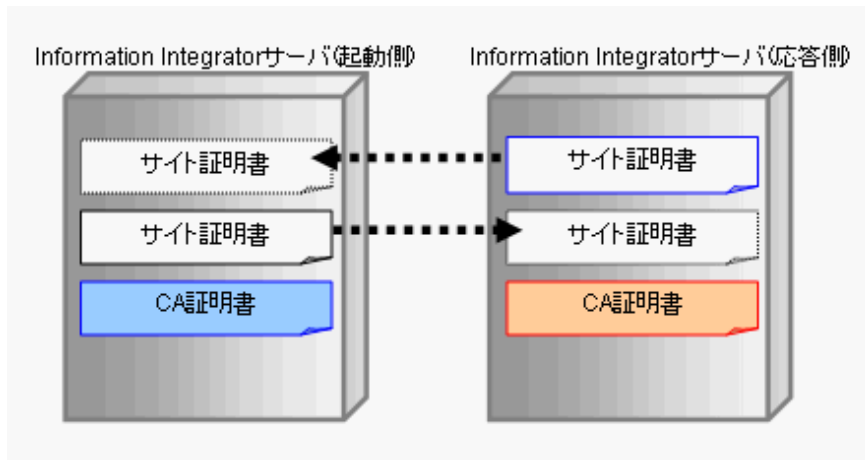 Information Integratorサーバ(起動側)
Information Integratorサーバ(応答側)
サイト証明書
サイト証明書
サイト証明書
サイト証明書
CA証明書
CA証明書